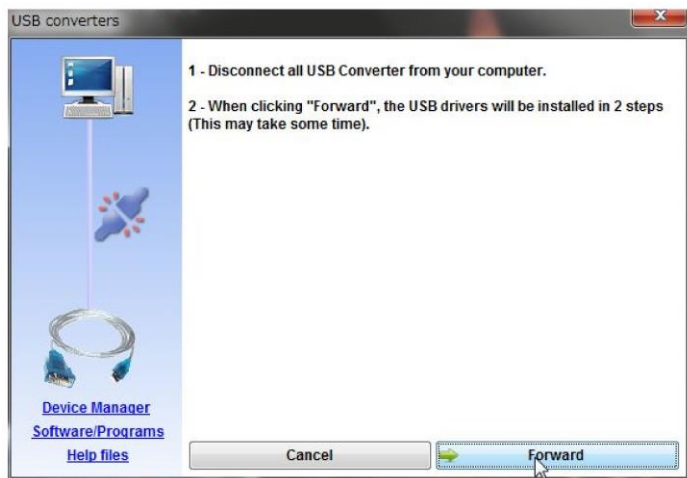 USB converters
1 - Disconnect all USB Converter from your computer.
2 - When clicking "Forward", the USB drivers will be installed in 2 steps
(This may take some time).
Device Manager
Software/Programs
Help files
Cancel
Forward